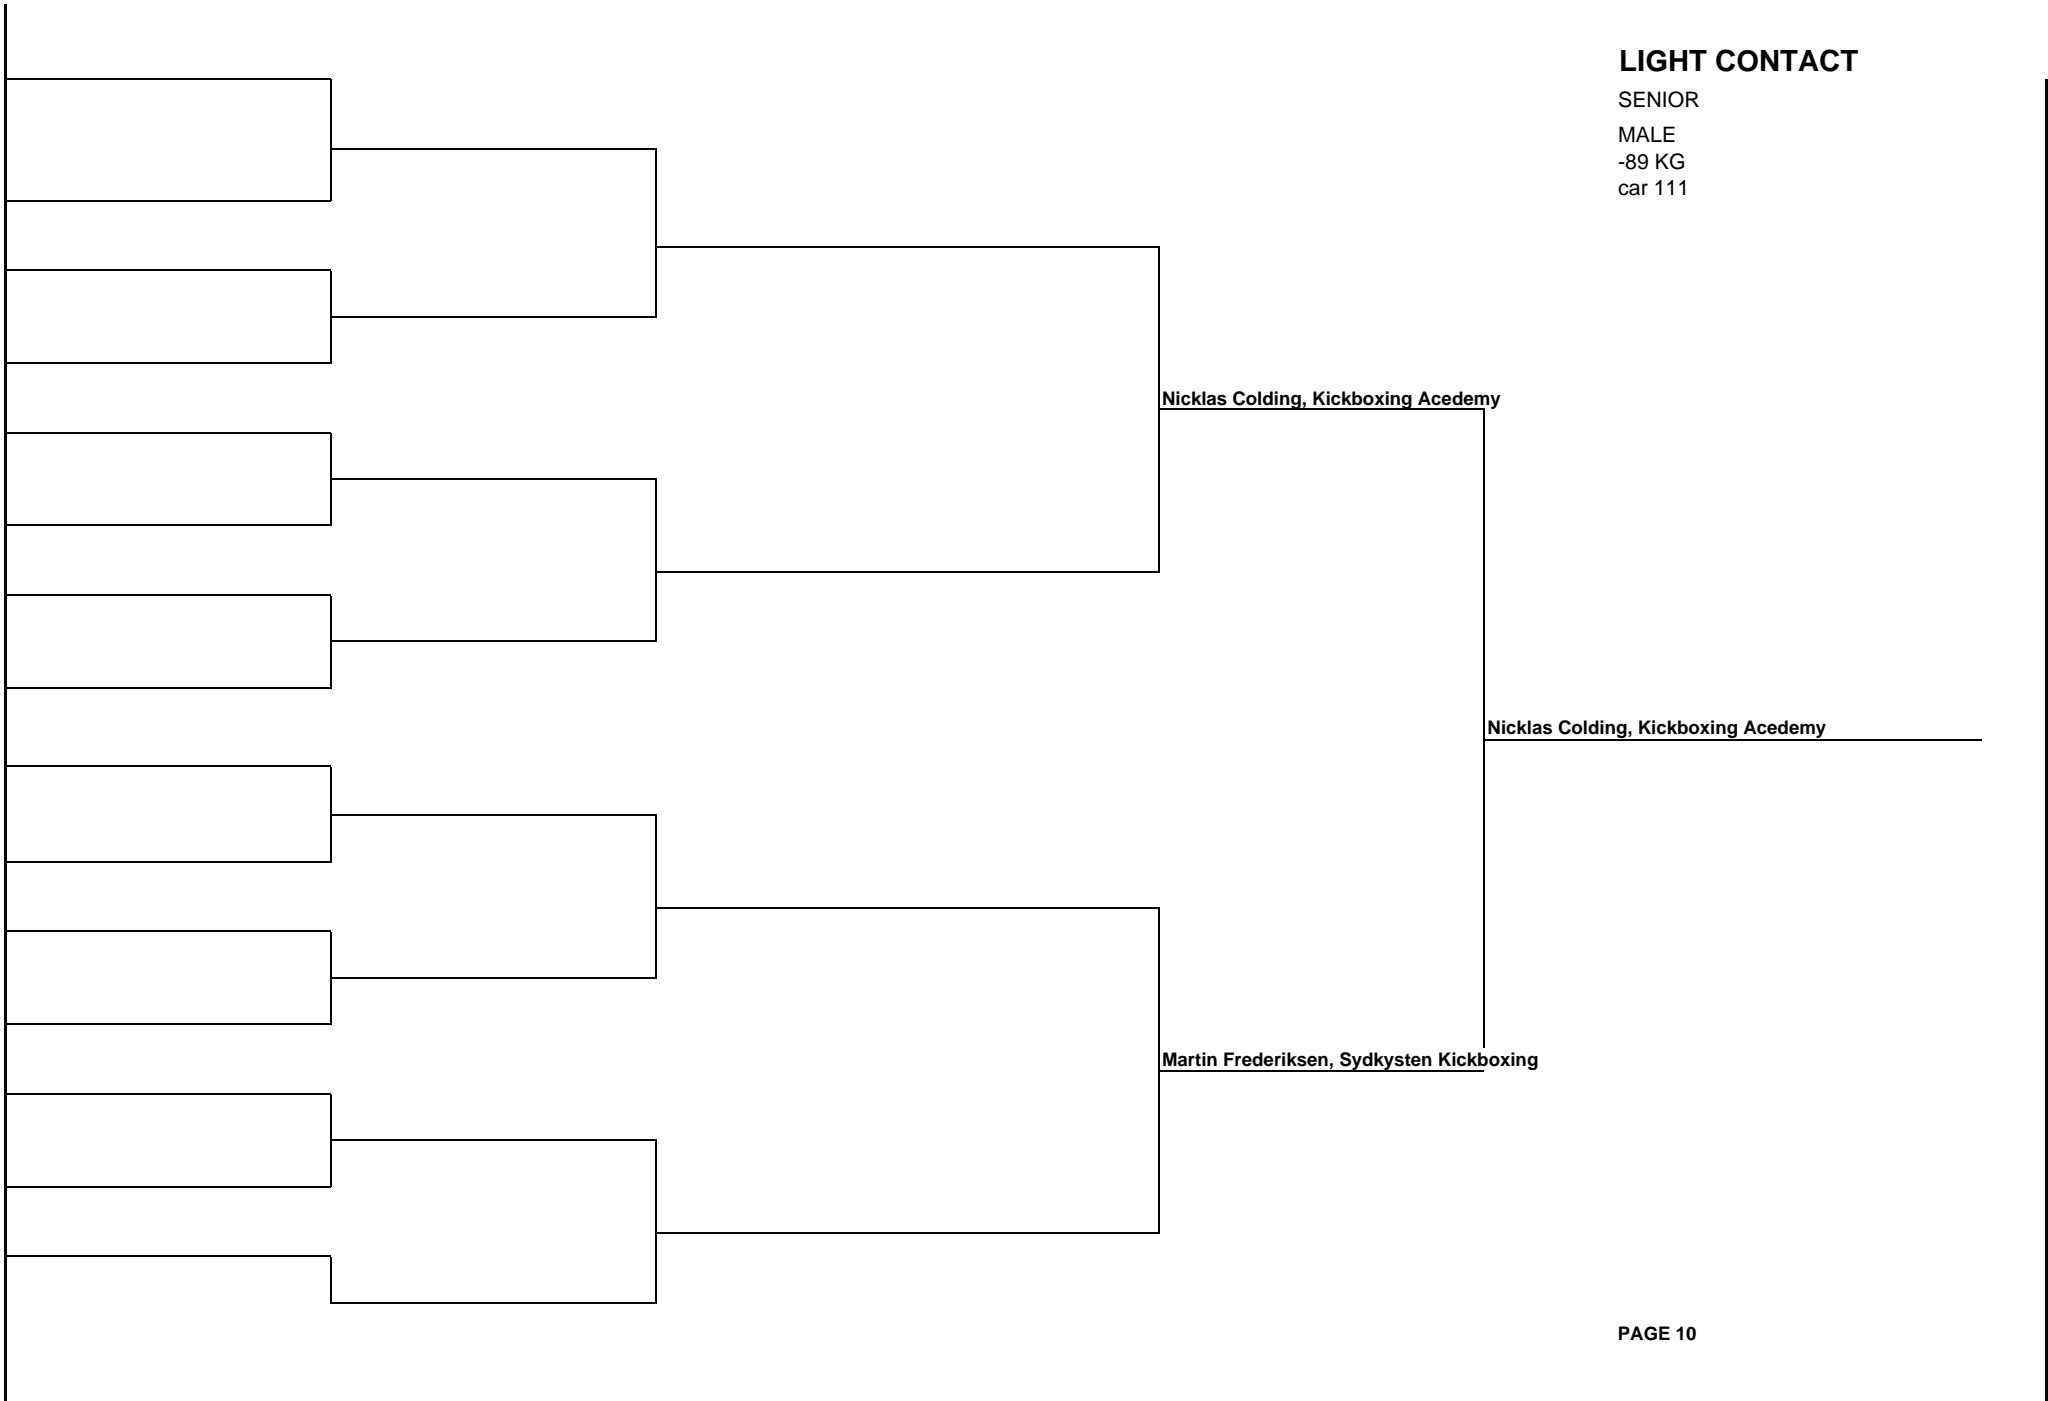 LIGHT CONTACT
SENIOR
MALE
-89 KG
car 111
Nicklas Colding, Kickboxing Acedemy
Nicklas Colding, Kickboxing Acedemy
Martin Frederiksen, Sydkysten Kickboxing
PAGE 10